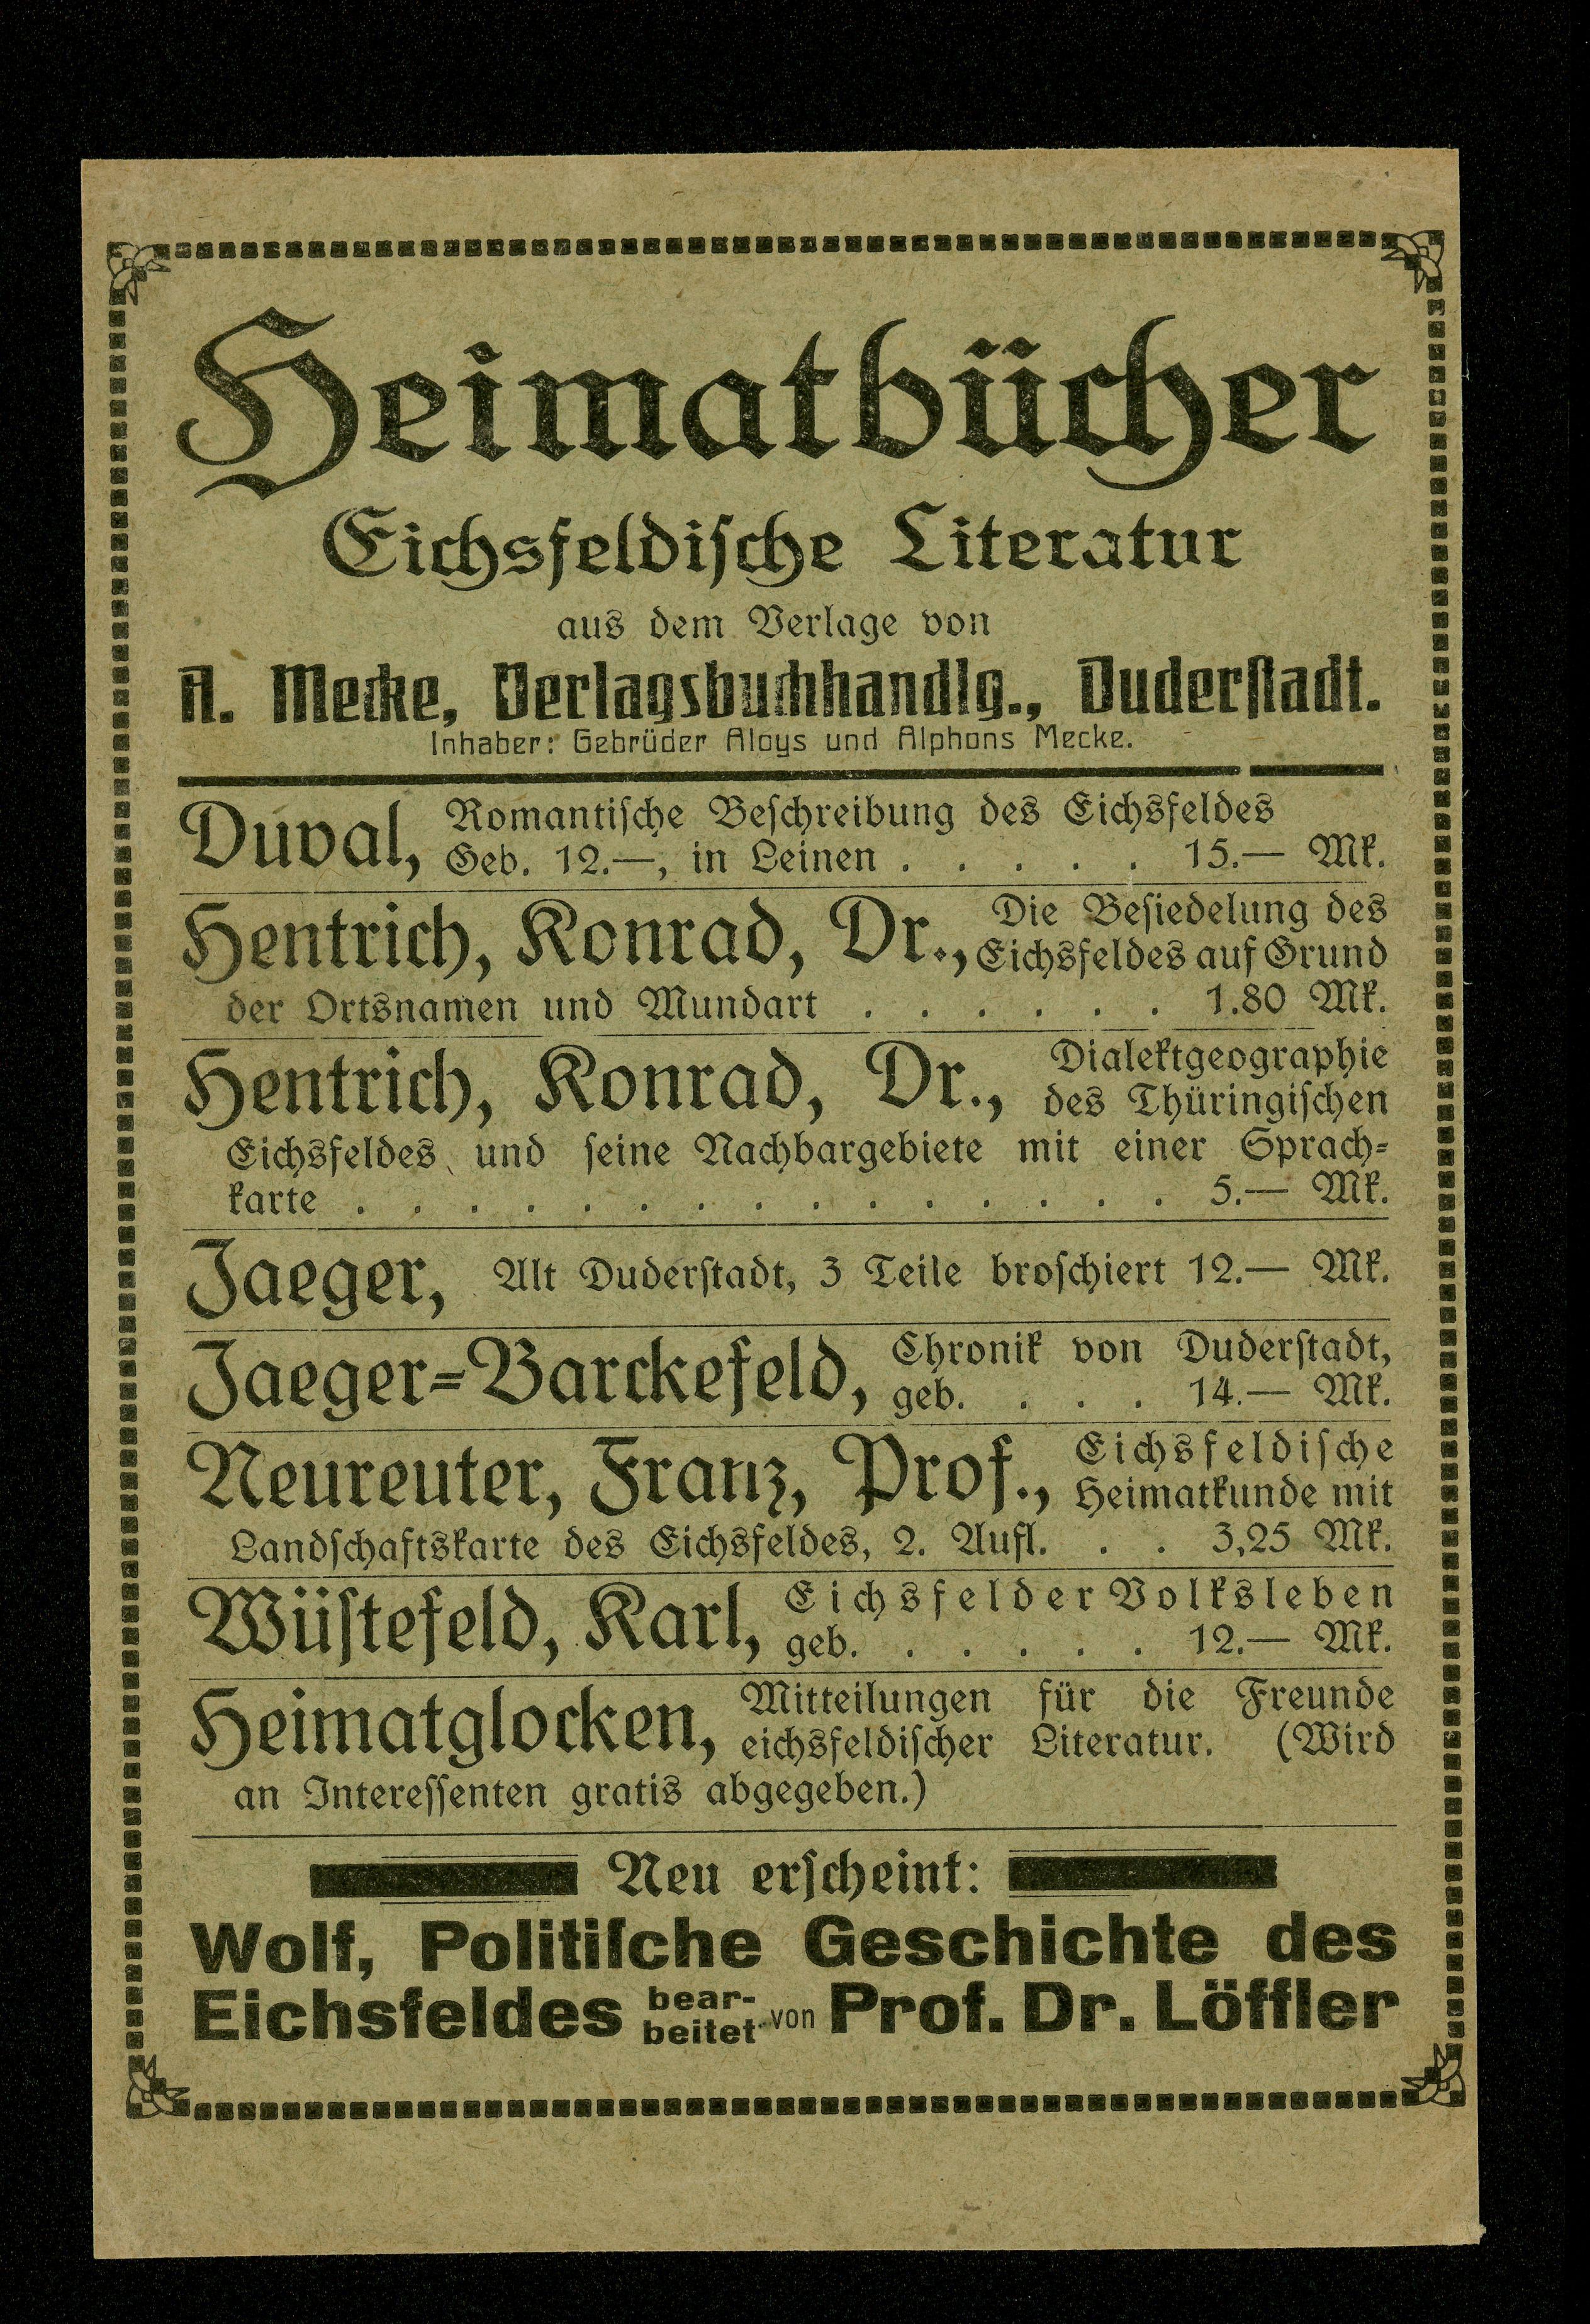 Heimatbücher
Eichsfeldische Literatur
aus dem Verlage von
A. Mecke, Verlagsbuchhandlg., Duderstadt.
Inhaber: Gebrüder Aloys und Alphons Mecke.
Duval, Romantische Beschreibung des Eichsfeldes
Geb. 12.—, in Leinen . . . . . 15.— Mk.
Hentrich, Konrad, Dr., Die Besiedelung des
Eichsfeldes auf Grund
der Ortsnamen und Mundart . . . . . . 1.80 Mk.
Hentrich, Konrad, Dr., Dialektgeographie
des Thüringischen
Eichsfeldes und seine Nachbargebiete mit einer Sprach-
karte . . . . . . . . . . . . . . . 5.— Mk.
Jaeger, Alt Duderstadt, 3 Teile broschiert 12.— Mk.
Jaeger-Barckefeld, Chronik von Duderstadt,
geb. . . . 14.— Mk.
Neureuter, Franz, Prof., Eichsfeldische
Heimatkunde mit
Landschaftskarte des Eichsfeldes, 2. Aufl. . . 3,25 Mk.
Wüstefeld, Karl, Eichsfelder Volksleben
geb. . . . . . 12.— Mk.
Heimatglocken, Mitteilungen für die Freunde
eichsfeldischer Literatur. (Wird
an Interessenten gratis abgegeben.)
Neu erscheint:
Wolf, Politische Geschichte des
Eichsfeldes bear-
beitet von Prof. Dr. Löffler